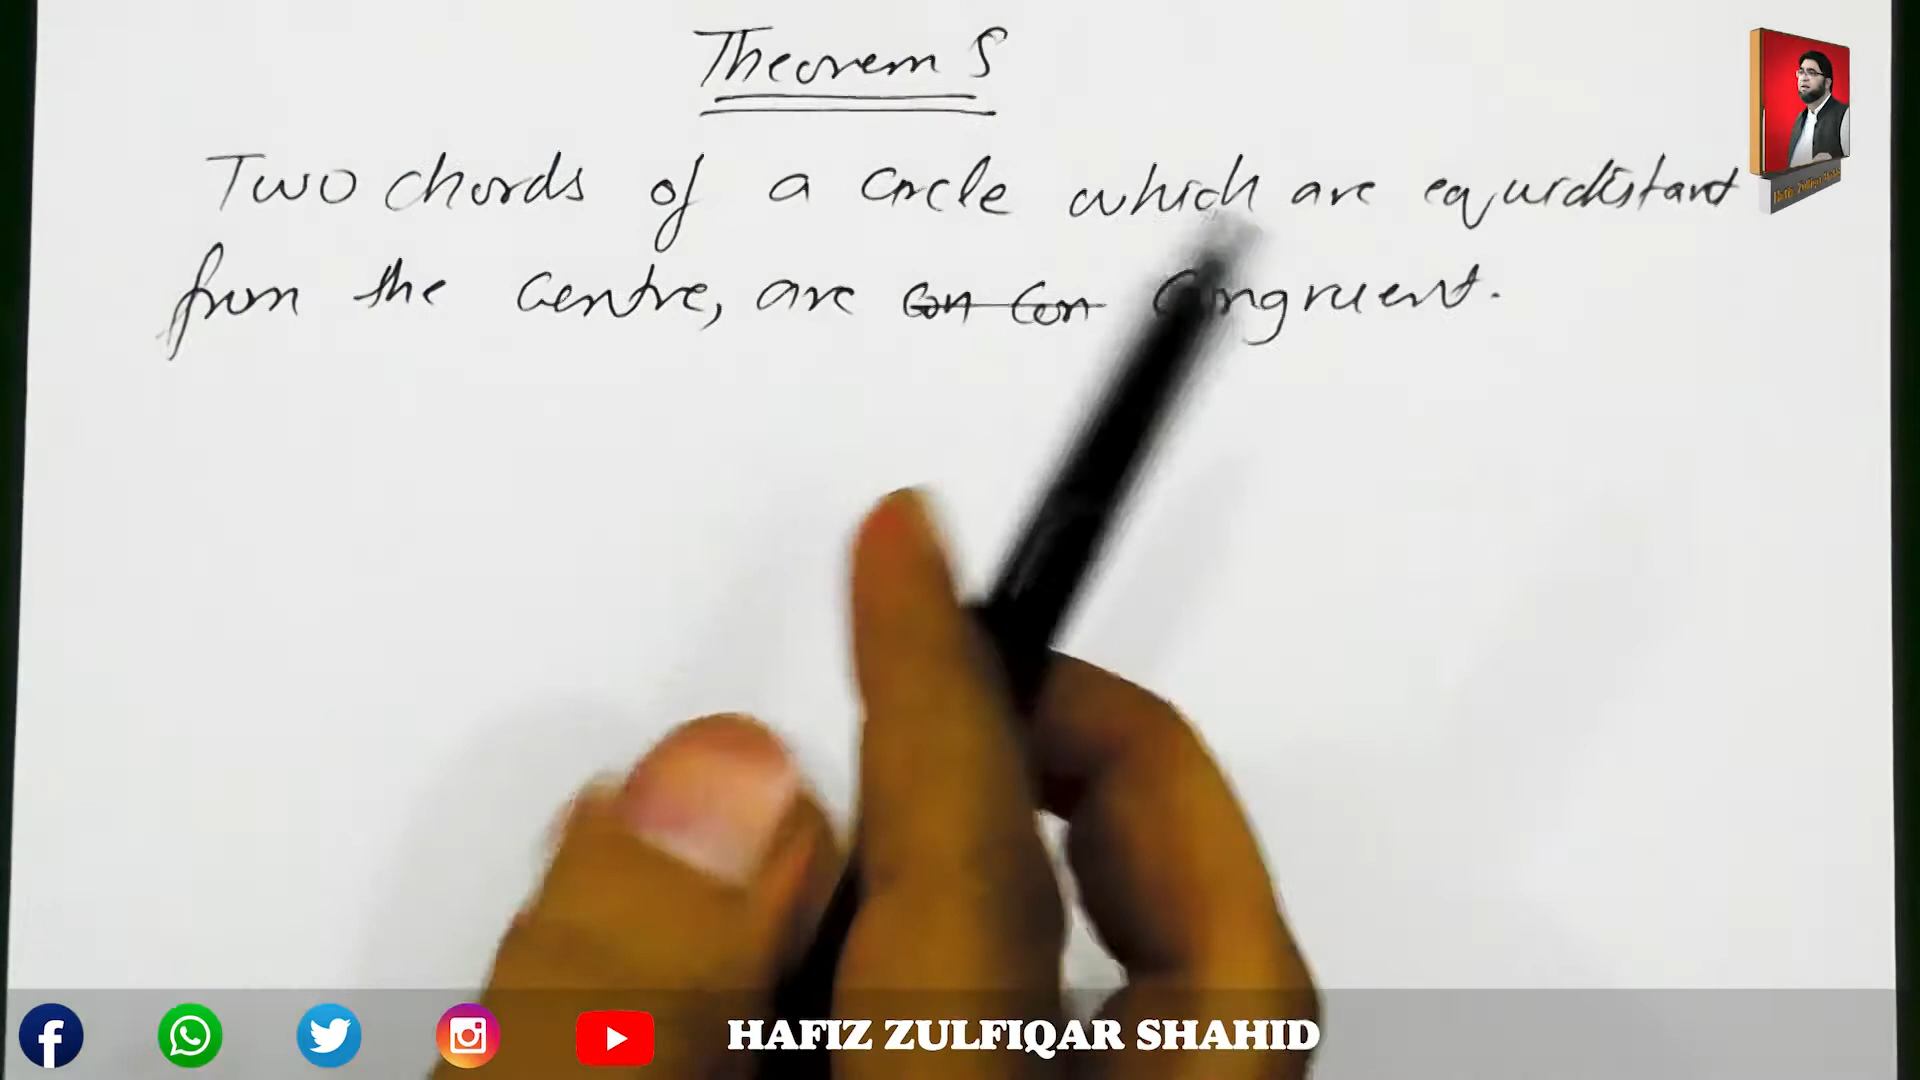 Theorem 5
Two chords of a circle which are equidistant
from the centre, are con con congruent.
HAFIZ ZULFIQAR SHAHID